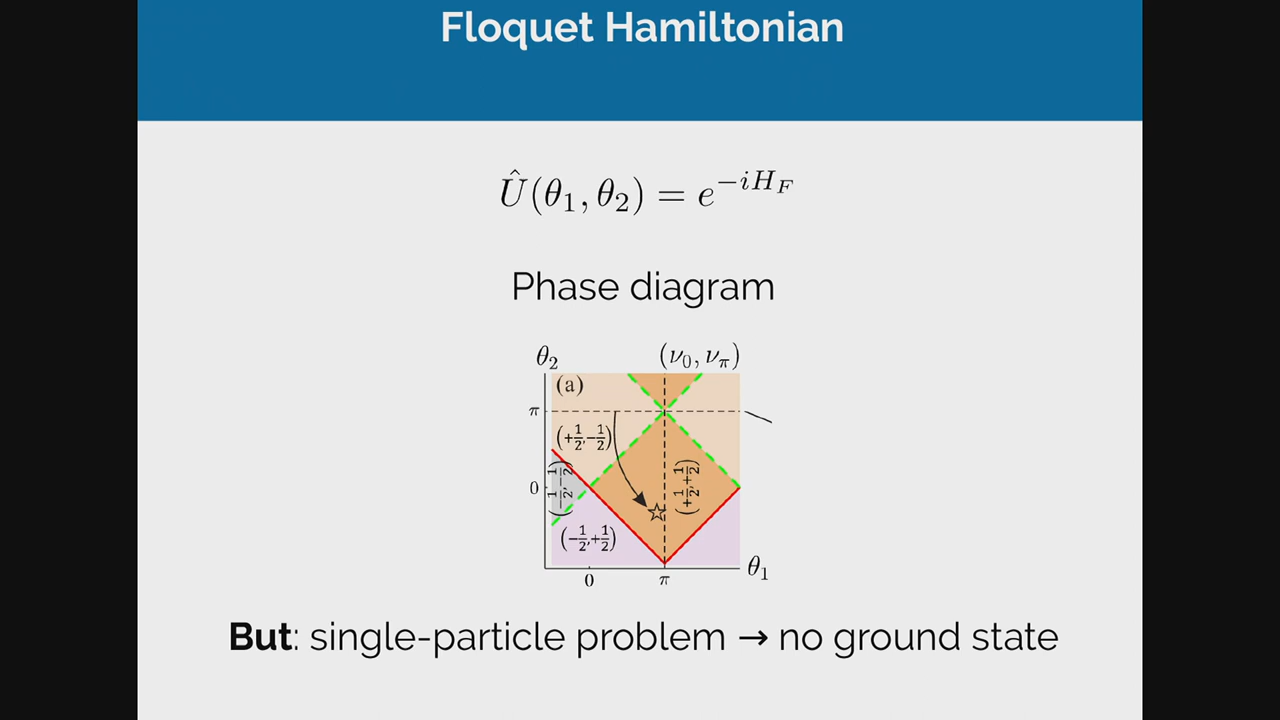 Floquet Hamiltonian
Û(θ₁, θ₂) = e^{-iH_F}
Phase diagram
θ₂
(ν₀, ν_π)
(a)
π
(+1/2,-1/2)
(-1/2,-1/2)
(+1/2,+1/2)
0
(-1/2,+1/2)
0
π
θ₁
But: single-particle problem → no ground state